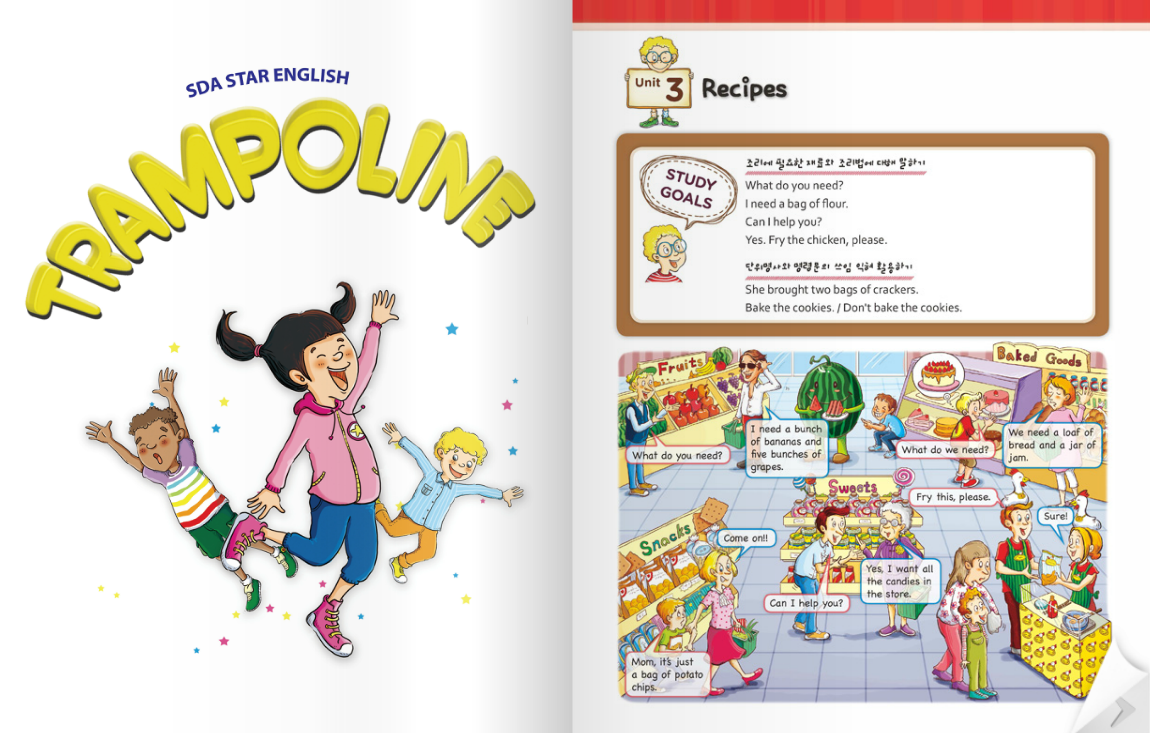 SDA STAR ENGLISH
TRAMPOLINE
Unit 3
Recipes
STUDY
GOALS
조리에 필요한 재료와 조리법에 대해 말하기
What do you need?
I need a bag of flour.
Can I help you?
Yes. Fry the chicken, please.
단위명사와 명령문의 쓰임 익혀 활용하기
She brought two bags of crackers.
Bake the cookies. / Don't bake the cookies.
Fruits
Baked Goods
What do you need?
I need a bunch
of bananas and
five bunches of
grapes.
What do we need?
We need a loaf of
bread and a jar of
jam.
Sweets
Fry this, please.
Sure!
Snacks
Come on!!
Can I help you?
Yes, I want all
the candies in
the store.
Mom, it's just
a bag of potato
chips.